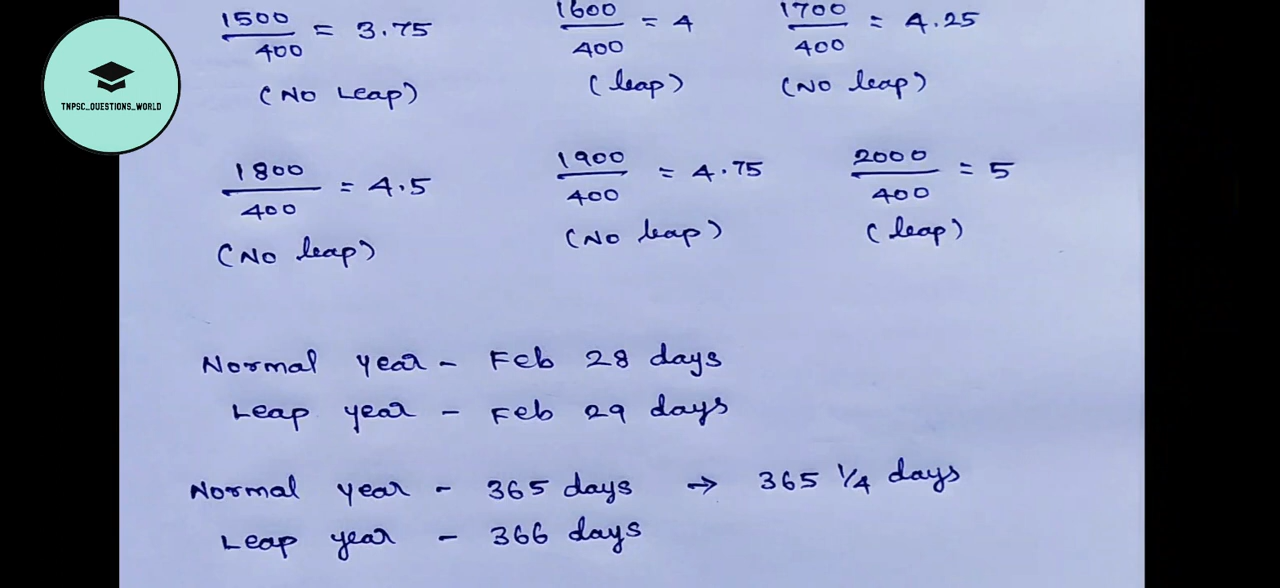 1500/400 = 3.75 1600/400 = 4 1700/400 = 4.25
(No Leap) (leap) (No leap)
TNPSC_QUESTIONS_WORLD
1800/400 = 4.5 1900/400 = 4.75 2000/400 = 5
(No leap) (No leap) (leap)
Normal year - Feb 28 days
Leap year - Feb 29 days
Normal year - 365 days → 365 1/4 days
Leap year - 366 days